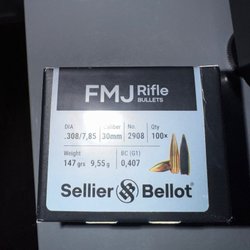 FMJ Rifle
BULLETS
DIA Caliber No. Qty
.308/7,85 .30mm 2908 100×
Weight BC (G1)
147 grs 9,55 g 0,407
Sellier & Bellot